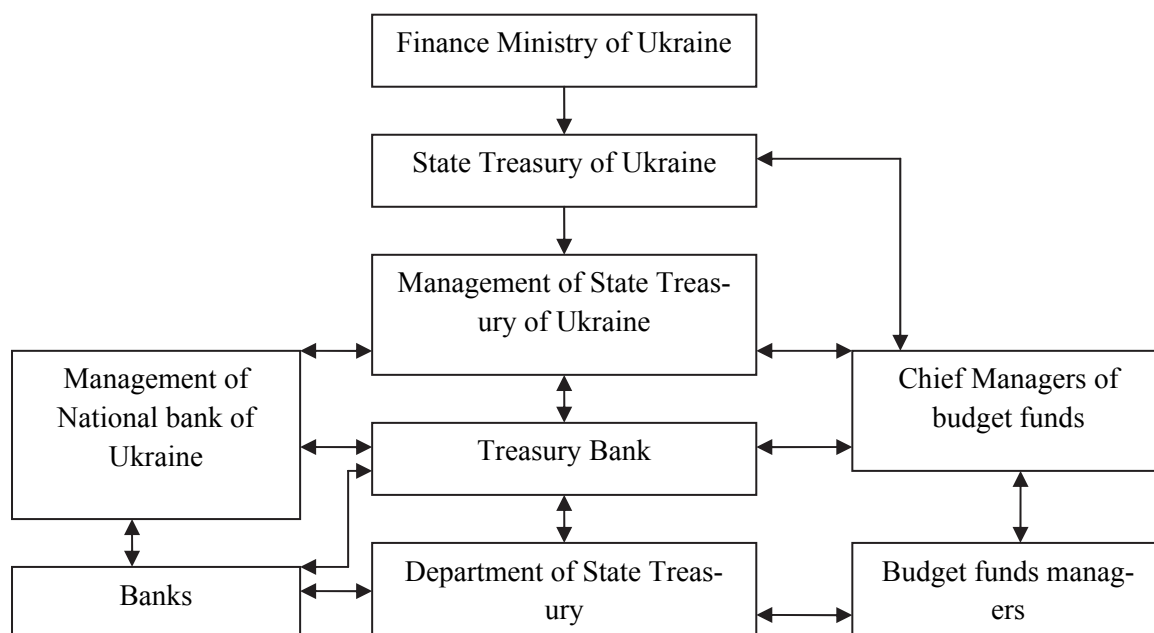 Finance Ministry of Ukraine
State Treasury of Ukraine
Management of State Treas-
ury of Ukraine
Management of
National bank of
Ukraine
Chief Managers of
budget funds
Treasury Bank
Banks
Department of State Treas-
ury
Budget funds manag-
ers